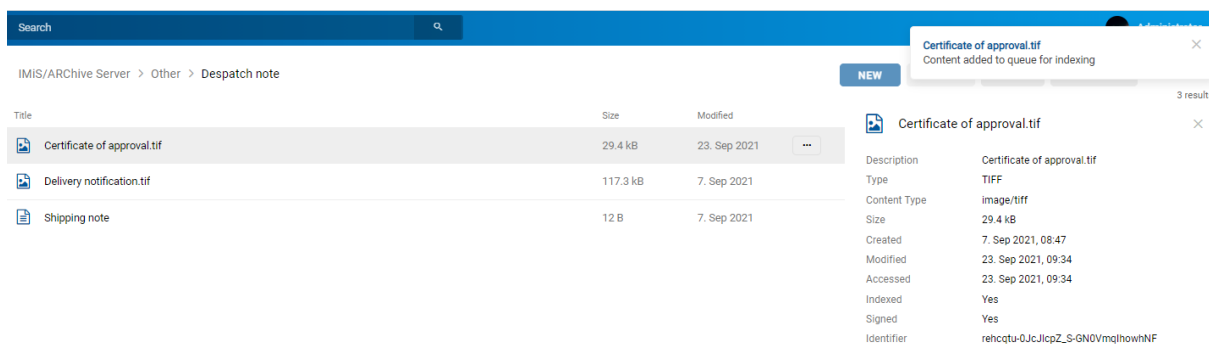 Search
Administrator
Certificate of approval.tif
Content added to queue for indexing
IMiS/ARChive Server > Other > Despatch note
NEW
3 result
Title Size Modified
Certificate of approval.tif 29.4 kB 23. Sep 2021 ...
Delivery notification.tif 117.3 kB 7. Sep 2021
Shipping note 12 B 7. Sep 2021
Certificate of approval.tif
Description Certificate of approval.tif
Type TIFF
Content Type image/tiff
Size 29.4 kB
Created 7. Sep 2021, 08:47
Modified 23. Sep 2021, 09:34
Accessed 23. Sep 2021, 09:34
Indexed Yes
Signed Yes
Identifier rehcqtu-0JcJIcpZ_S-GN0VmqIhowhNF